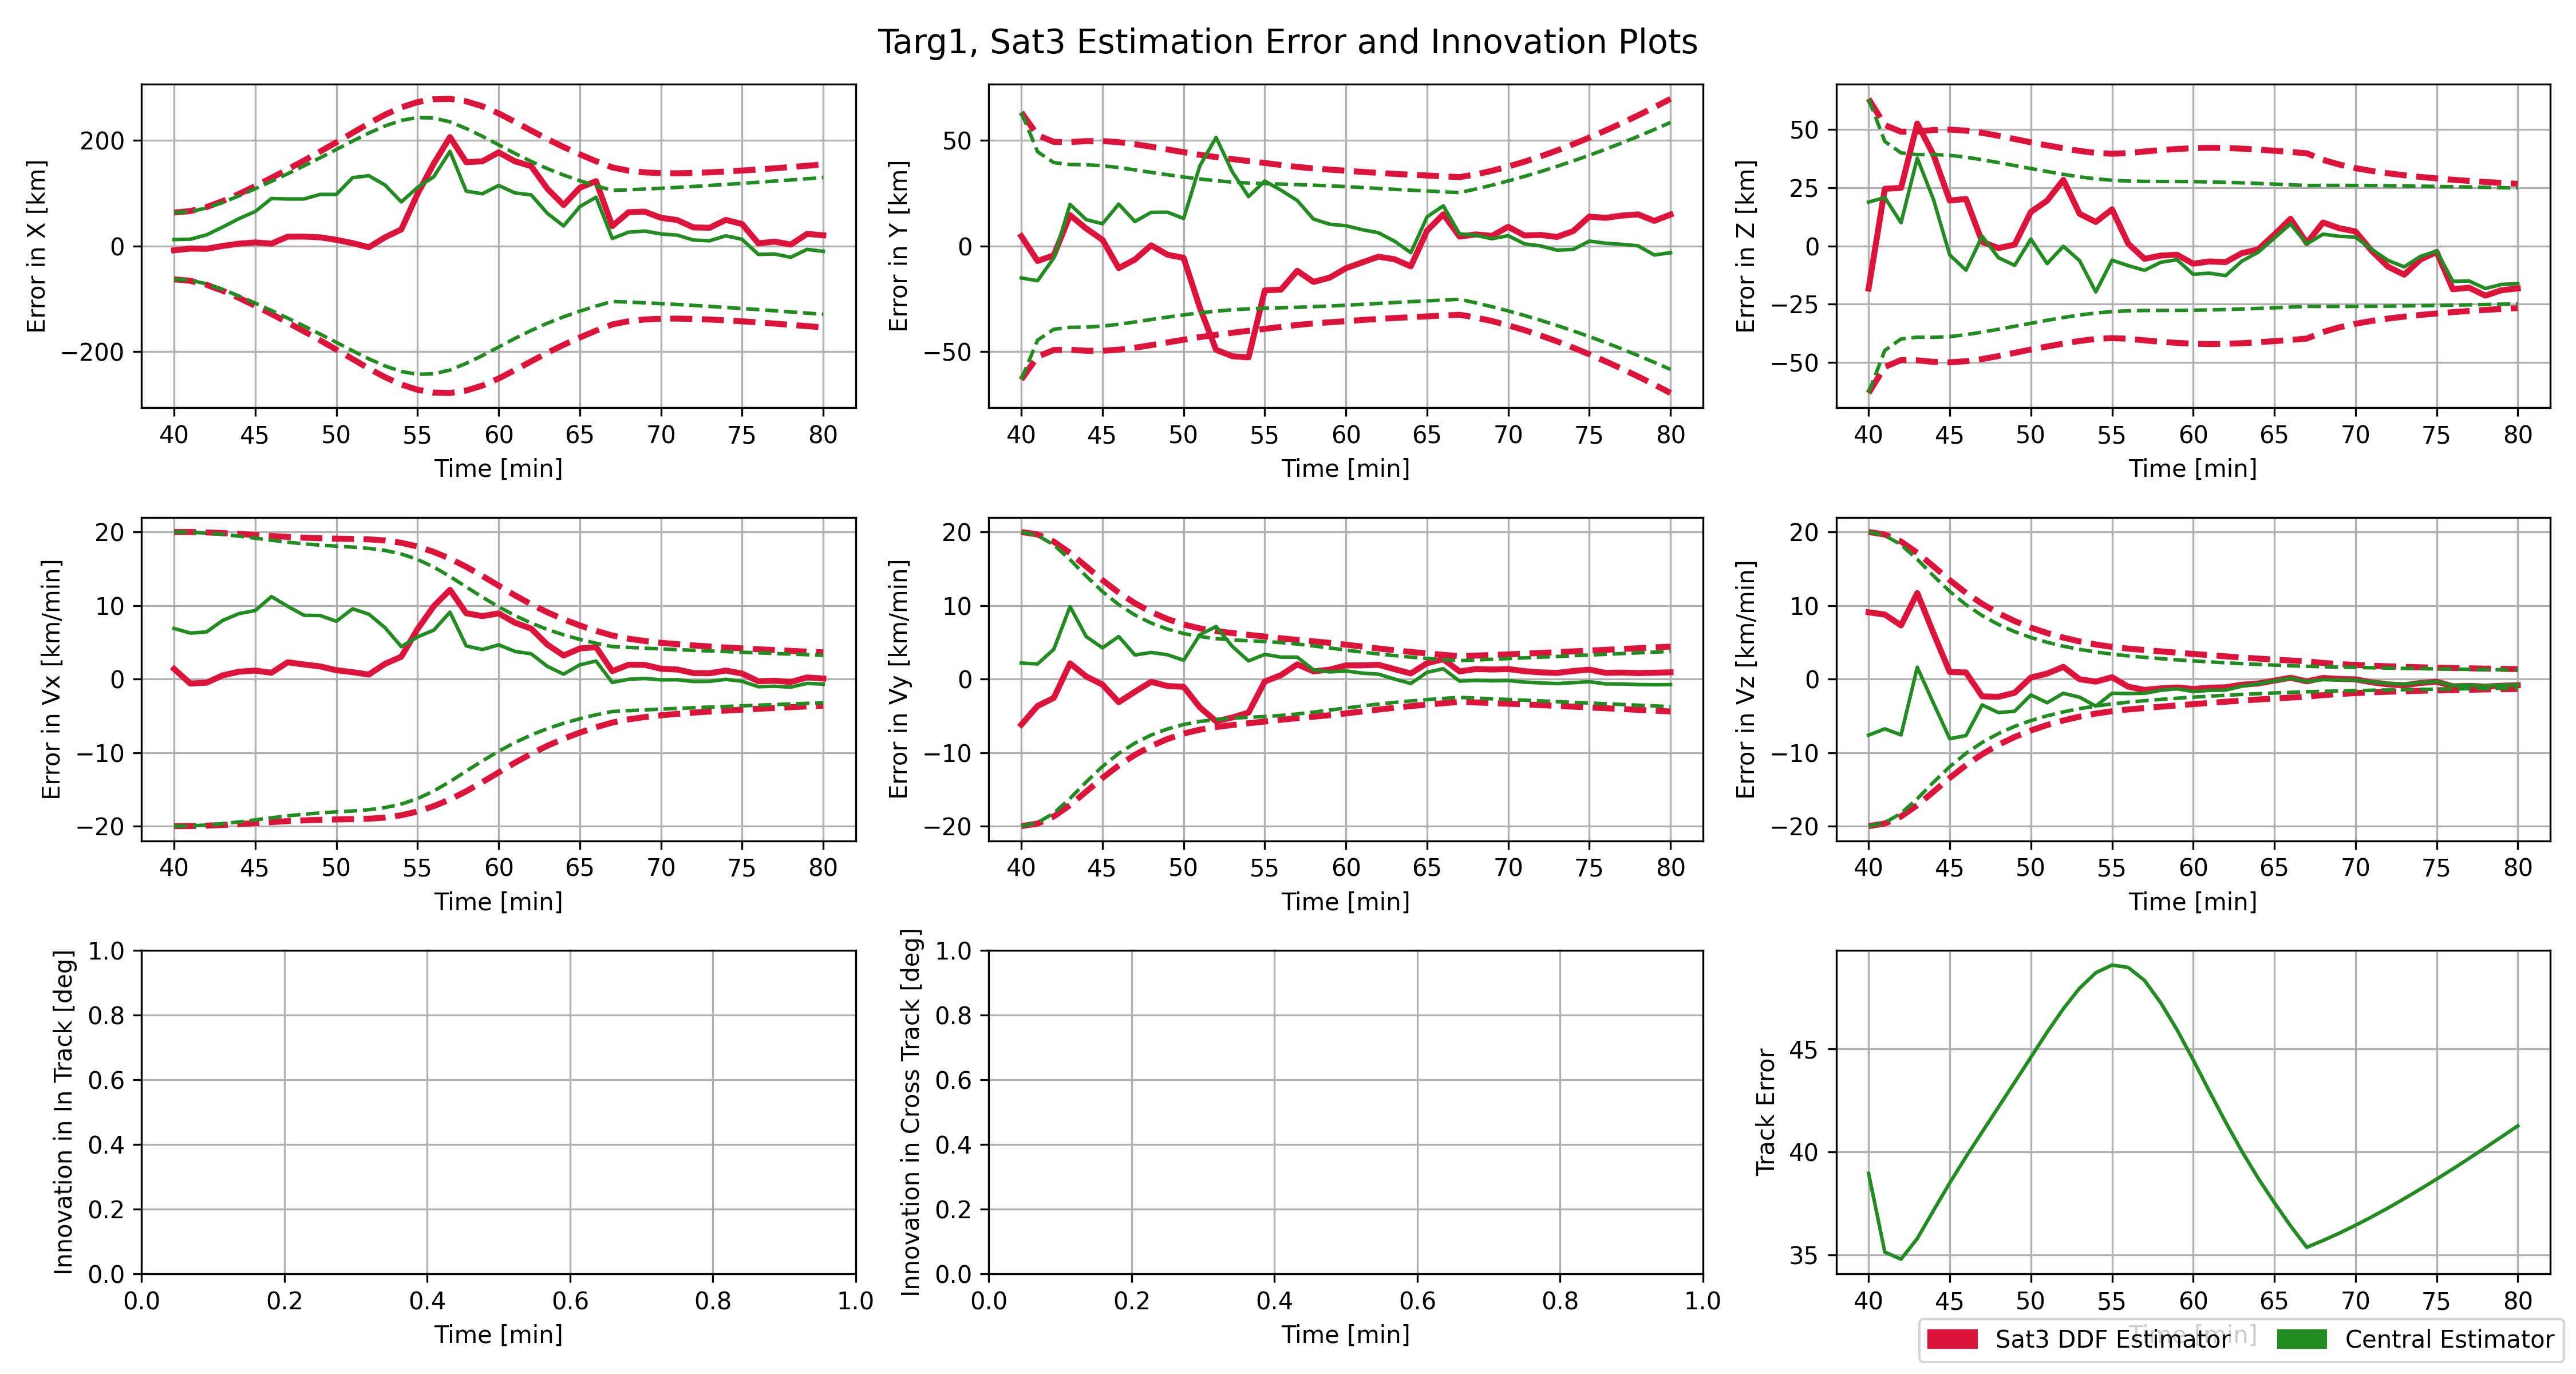 Targ1, Sat3 Estimation Error and Innovation Plots
Error in X [km]
200
0
−200
40 45 50 55 60 65 70 75 80
Time [min]
Error in Y [km]
50
0
−50
40 45 50 55 60 65 70 75 80
Time [min]
Error in Z [km]
50
25
0
−25
−50
40 45 50 55 60 65 70 75 80
Time [min]
Error in Vx [km/min]
20
10
0
−10
−20
40 45 50 55 60 65 70 75 80
Time [min]
Error in Vy [km/min]
20
10
0
−10
−20
40 45 50 55 60 65 70 75 80
Time [min]
Error in Vz [km/min]
20
10
0
−10
−20
40 45 50 55 60 65 70 75 80
Time [min]
Innovation in In Track [deg]
1.0
0.8
0.6
0.4
0.2
0.0
0.0 0.2 0.4 0.6 0.8 1.0
Time [min]
Innovation in Cross Track [deg]
1.0
0.8
0.6
0.4
0.2
0.0
0.0 0.2 0.4 0.6 0.8 1.0
Time [min]
Track Error
45
40
35
40 45 50 55 60 65 70 75 80
Time [min]
Sat3 DDF Estimator Central Estimator